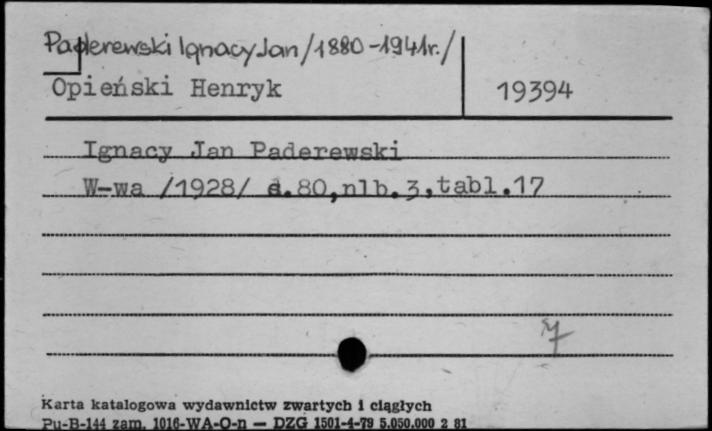 Paderewski Ignacy Jan /1880-1941r./
Opieński Henryk
19394
Ignacy Jan Paderewski
W-wa /1928/ s.80,nlb.3,tabl.17
Karta katalogowa wydawnictw zwartych i ciągłych
Pu-B-144 zam. 1016-WA-O-n — DZG 1501-4-79 5.050.000 2 81